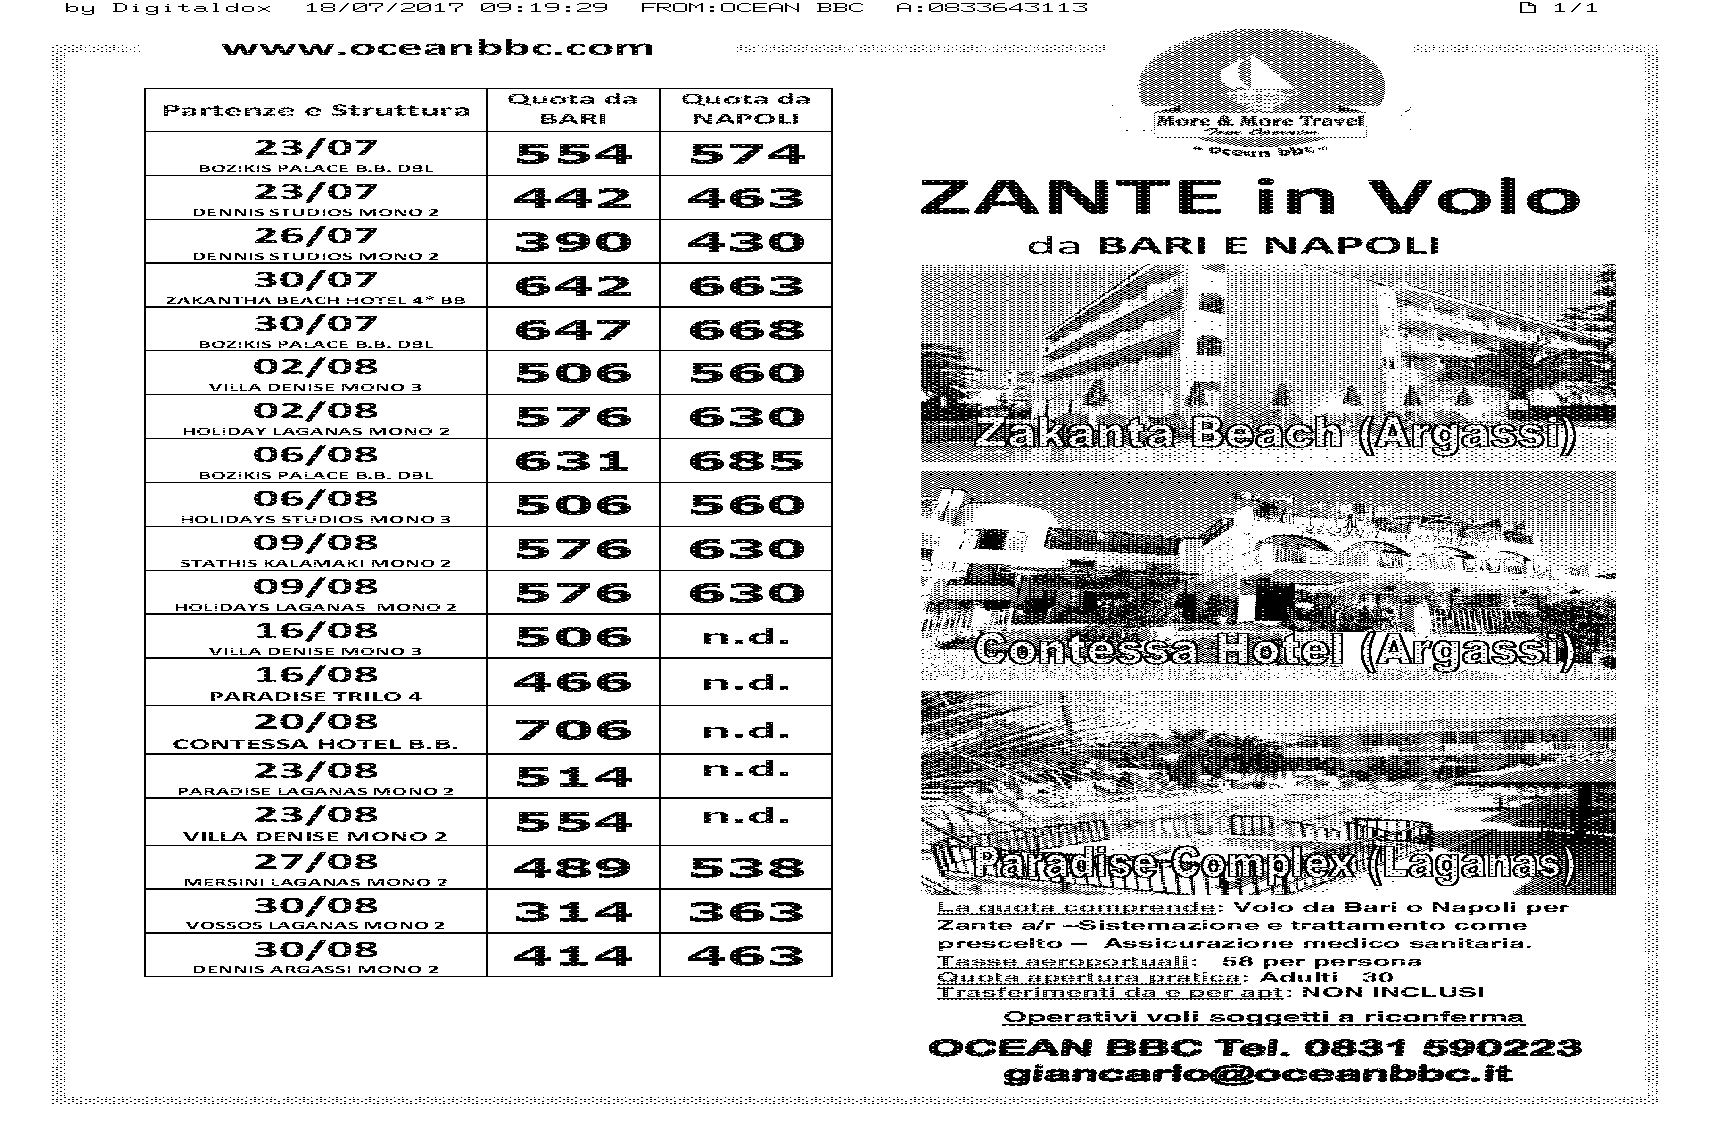 by Digitaldox 18/07/2017 09:19:29 FROM:OCEAN BBC A:0833643113 1/1
www.oceanbbc.com
Partenze e Struttura Quota da BARI Quota da NAPOLI
23/07 554 574
BOZIKIS PALACE B.B. DBL
23/07 442 463
DENNIS STUDIOS MONO 2
26/07 390 430
DENNIS STUDIOS MONO 2
30/07 642 663
ZAKANTHA BEACH HOTEL 4* BB
30/07 647 668
BOZIKIS PALACE B.B. DBL
02/08 506 560
VILLA DENISE MONO 3
02/08 576 630
HOLIDAY LAGANAS MONO 2
06/08 631 685
BOZIKIS PALACE B.B. DBL
06/08 506 560
HOLIDAYS STUDIOS MONO 3
09/08 576 630
STATHIS KALAMAKI MONO 2
09/08 576 630
HOLIDAYS LAGANAS MONO 2
16/08 506 n.d.
VILLA DENISE MONO 3
16/08 466 n.d.
PARADISE TRILO 4
20/08 706 n.d.
CONTESSA HOTEL B.B.
23/08 514 n.d.
PARADISE LAGANAS MONO 2
23/08 554 n.d.
VILLA DENISE MONO 2
27/08 489 538
MERSINI LAGANAS MONO 2
30/08 314 363
VOSSOS LAGANAS MONO 2
30/08 414 463
DENNIS ARGASSI MONO 2
More & More Travel
Tour Operator
"Ocean bbc"
ZANTE in Volo
da BARI E NAPOLI
Zakanta Beach (Argassi)
Contessa Hotel (Argassi)
Paradise Complex (Laganas)
La quota comprende: Volo da Bari o Napoli per
Zante a/r –Sistemazione e trattamento come
prescelto – Assicurazione medico sanitaria.
Tasse aeroportuali: 58 per persona
Quota apertura pratica: Adulti 30
Trasferimenti da e per apt: NON INCLUSI
Operativi voli soggetti a riconferma
OCEAN BBC Tel. 0831 590223
giancarlo@oceanbbc.it